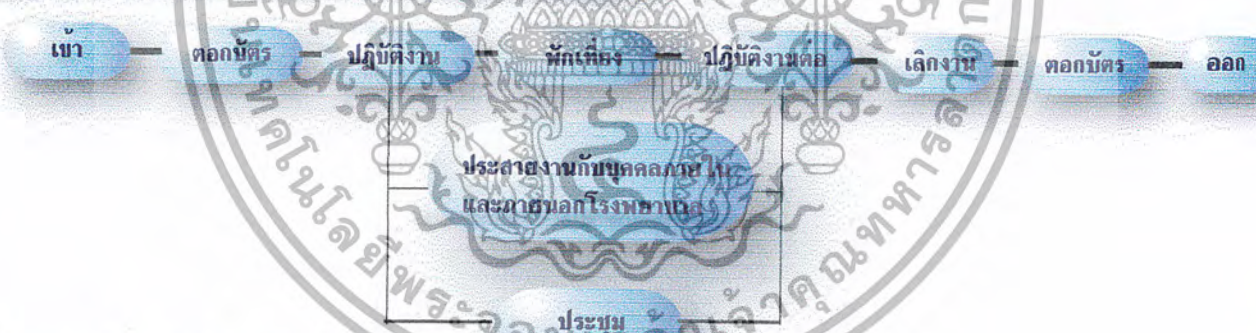 เข้า
ตอกบัตร
ปฏิบัติงาน
พักเที่ยง
ปฏิบัติงานต่อ
เลิกงาน
ตอกบัตร
ออก
ประสายงานกับบุคคลภายใน
และภายนอกโรงพยาบาล
ประชุม